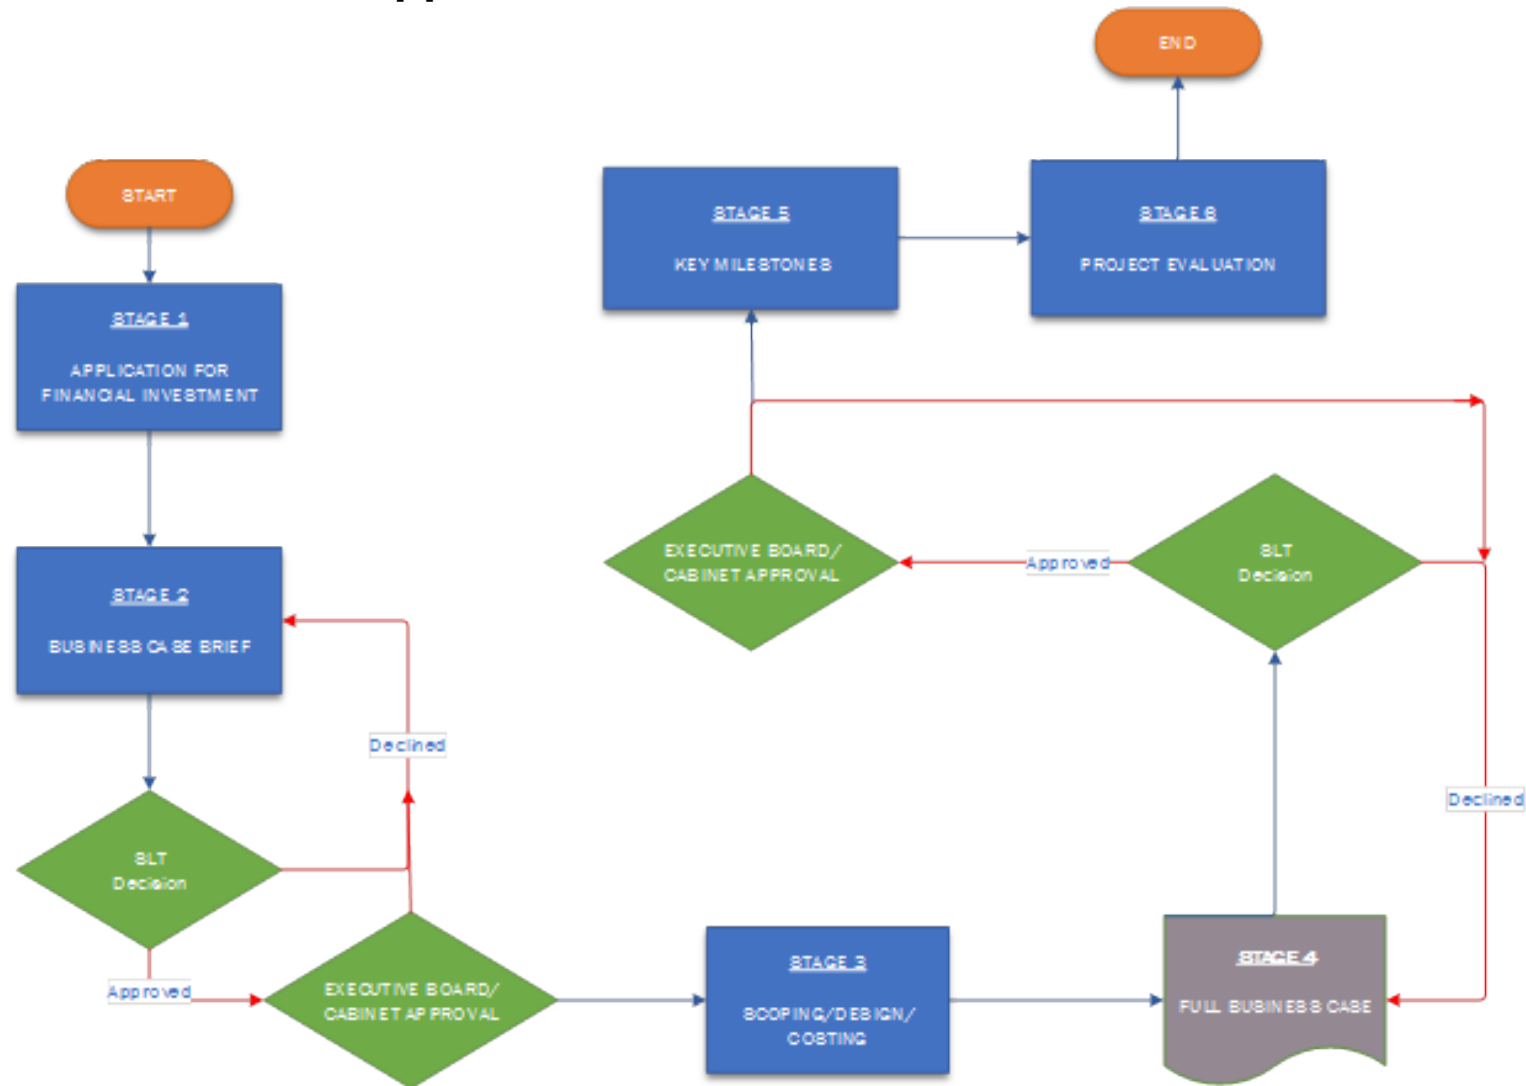 START
STAGE 1
APPLICATION FOR
FINANCIAL INVESTMENT
STAGE 2
BUSINESS CASE BRIEF
SLT
Decision
Approved
Declined
EXECUTIVE BOARD/
CABINET APPROVAL
STAGE 3
SCOPING/DESIGN/
COSTING
STAGE 4
FULL BUSINESS CASE
Declined
SLT
Decision
Approved
EXECUTIVE BOARD/
CABINET APPROVAL
STAGE 5
KEY MILESTONES
STAGE 6
PROJECT EVALUATION
END